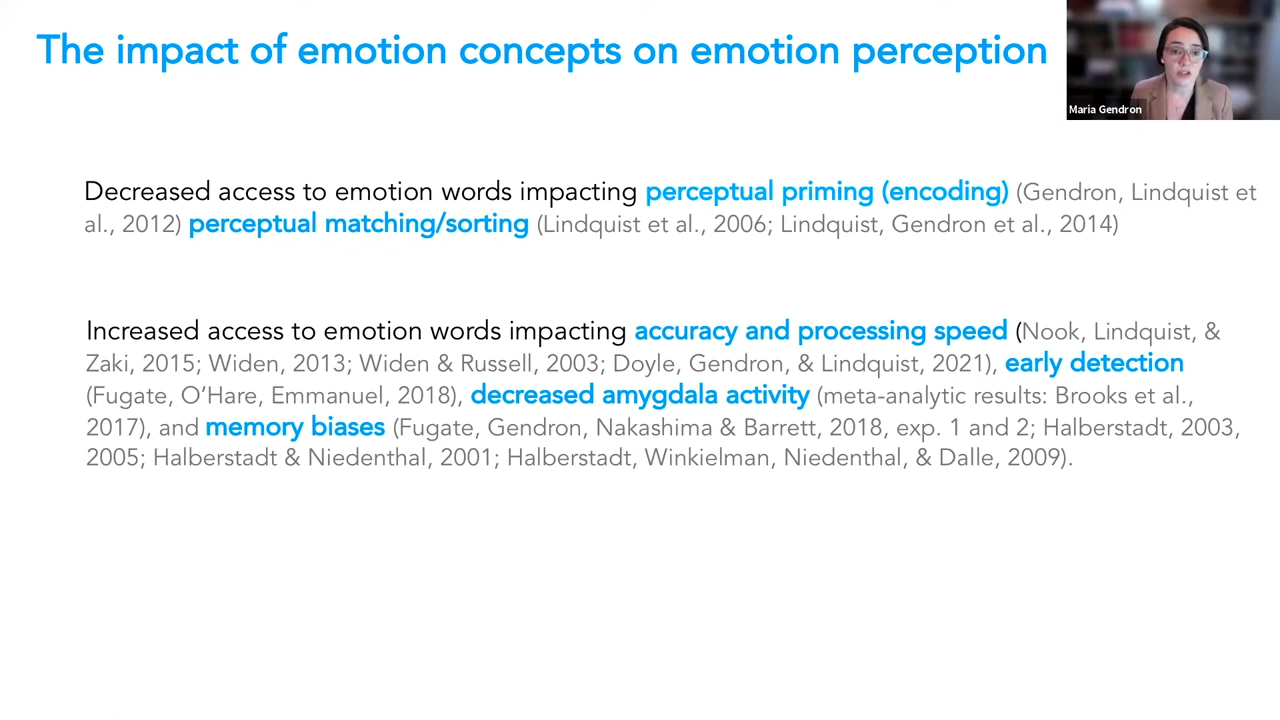 The impact of emotion concepts on emotion perception
Maria Gendron
Decreased access to emotion words impacting perceptual priming (encoding) (Gendron, Lindquist et
al., 2012) perceptual matching/sorting (Lindquist et al., 2006; Lindquist, Gendron et al., 2014)
Increased access to emotion words impacting accuracy and processing speed (Nook, Lindquist, &
Zaki, 2015; Widen, 2013; Widen & Russell, 2003; Doyle, Gendron, & Lindquist, 2021), early detection
(Fugate, O’Hare, Emmanuel, 2018), decreased amygdala activity (meta-analytic results: Brooks et al.,
2017), and memory biases (Fugate, Gendron, Nakashima & Barrett, 2018, exp. 1 and 2; Halberstadt, 2003,
2005; Halberstadt & Niedenthal, 2001; Halberstadt, Winkielman, Niedenthal, & Dalle, 2009).